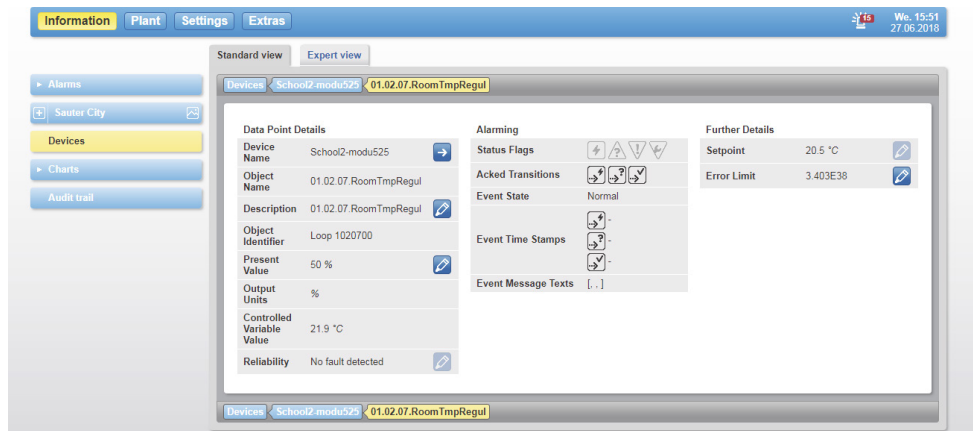 Information Plant Settings Extras
15
We. 15:51
27.06.2018
Standard view Expert view
Alarms
Sauter City
Devices
Charts
Audit trail
Devices School2-modu525 01.02.07.RoomTmpRegul
Data Point Details
Device
Name
School2-modu525
Object
Name
01.02.07.RoomTmpRegul
Description 01.02.07.RoomTmpRegul
Object
Identifier
Loop 1020700
Present
Value
50 %
Output
Units
%
Controlled
Variable
Value
21.9 °C
Reliability No fault detected
Alarming
Status Flags
Acked Transitions
Event State Normal
Event Time Stamps
-
-
-
Event Message Texts [, , ]
Further Details
Setpoint 20.5 °C
Error Limit 3.403E38
Devices School2-modu525 01.02.07.RoomTmpRegul